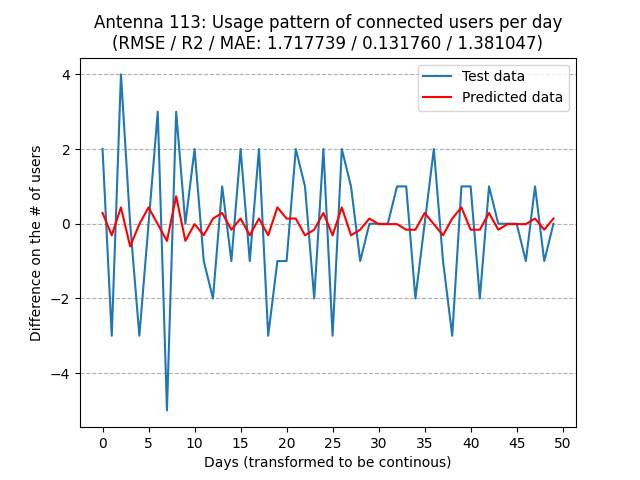 Antenna 113: Usage pattern of connected users per day
(RMSE / R2 / MAE: 1.717739 / 0.131760 / 1.381047)
Test data
Predicted data
4
2
0
−2
−4
Difference on the # of users
0 5 10 15 20 25 30 35 40 45 50
Days (transformed to be continous)